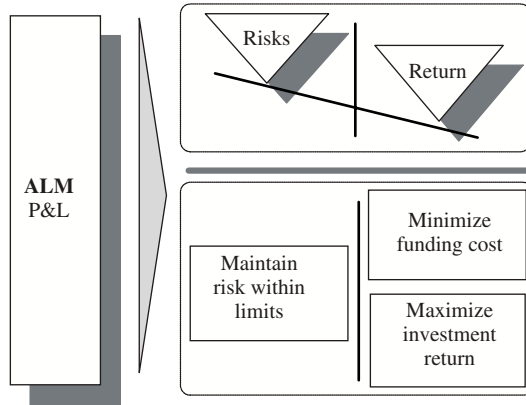 Risks
Return
ALM
P&L
Maintain
risk within
limits
Minimize
funding cost
Maximize
investment
return